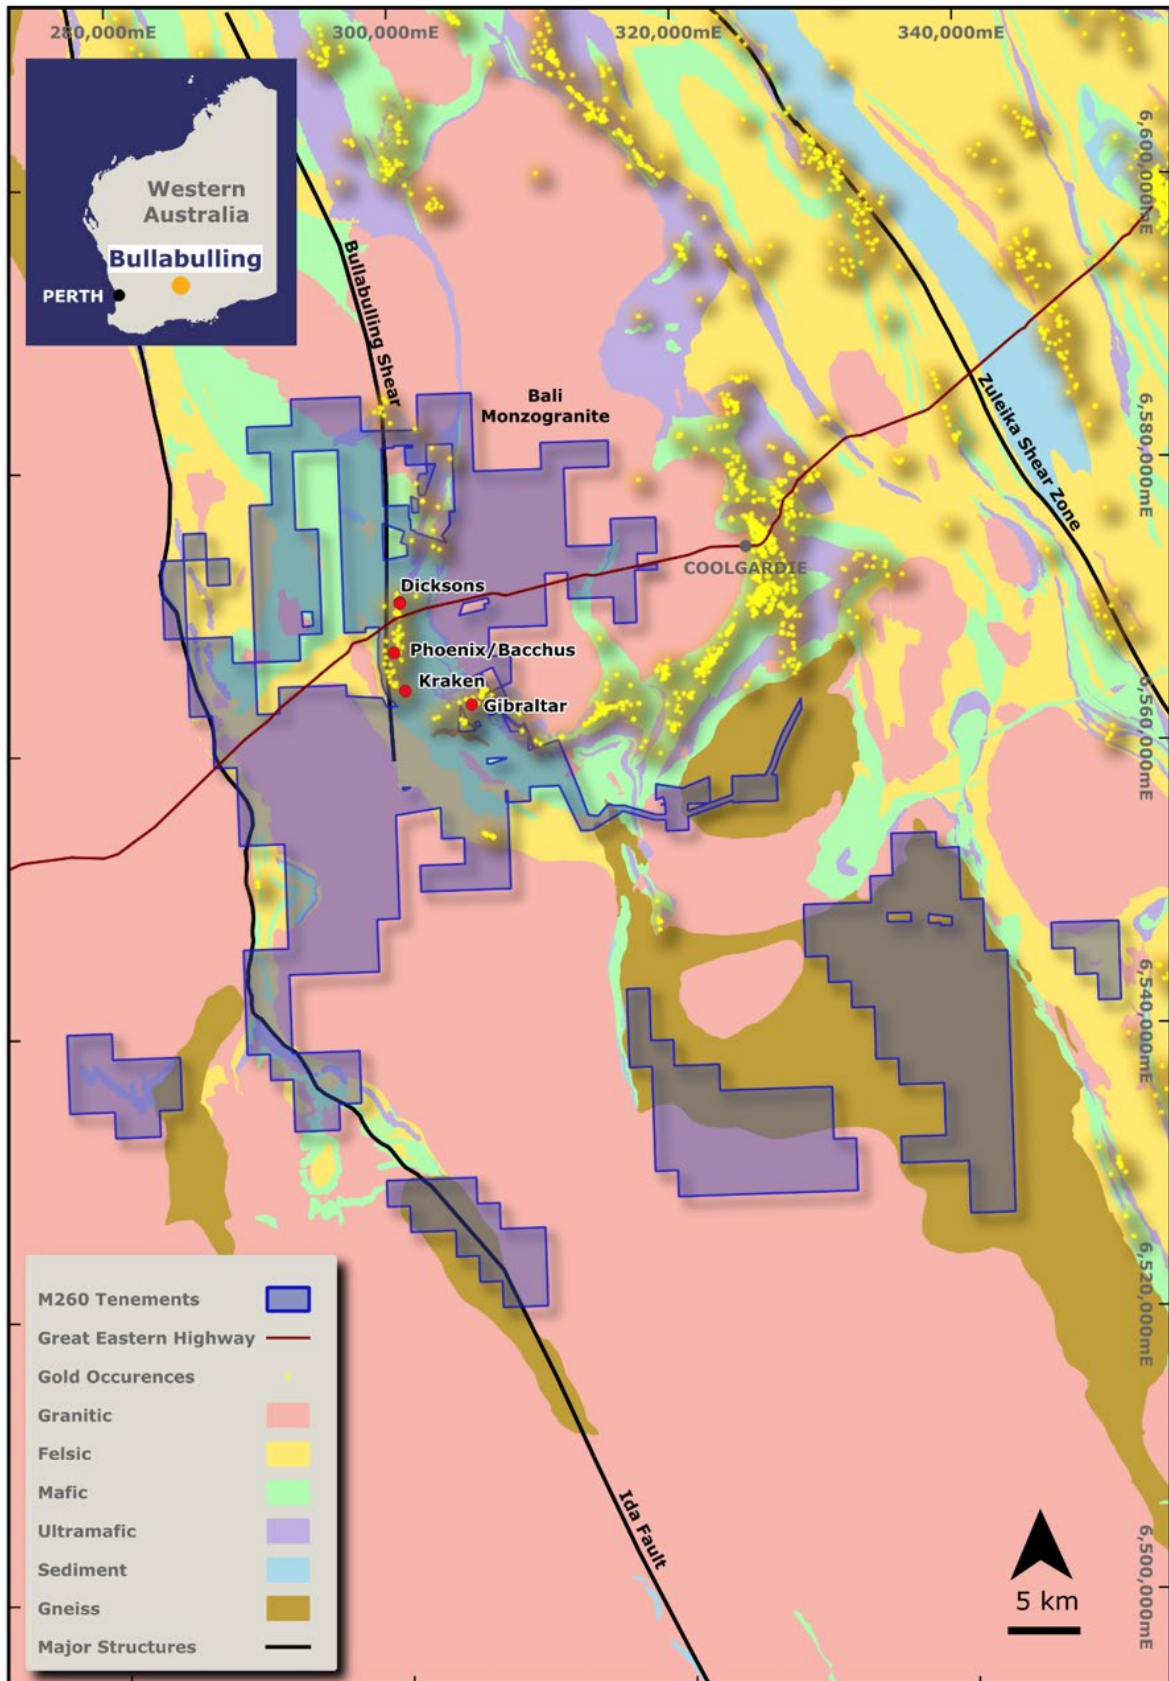 280,000mE
300,000mE
320,000mE
340,000mE
Western
Australia
Bullabulling
PERTH
6,600,000mE
Bullabulling Shear
Bali
Monzogranite
6,580,000mE
Zuleika Shear Zone
COOLGARDIE
Dicksons
Phoenix/Bacchus
Kraken
Gibraltar
6,560,000mE
6,540,000mE
6,520,000mE
M260 Tenements
Great Eastern Highway
Gold Occurences
Granitic
Felsic
Mafic
Ultramafic
Sediment
Gneiss
Major Structures
Ida Fault
6,500,000mE
5 km